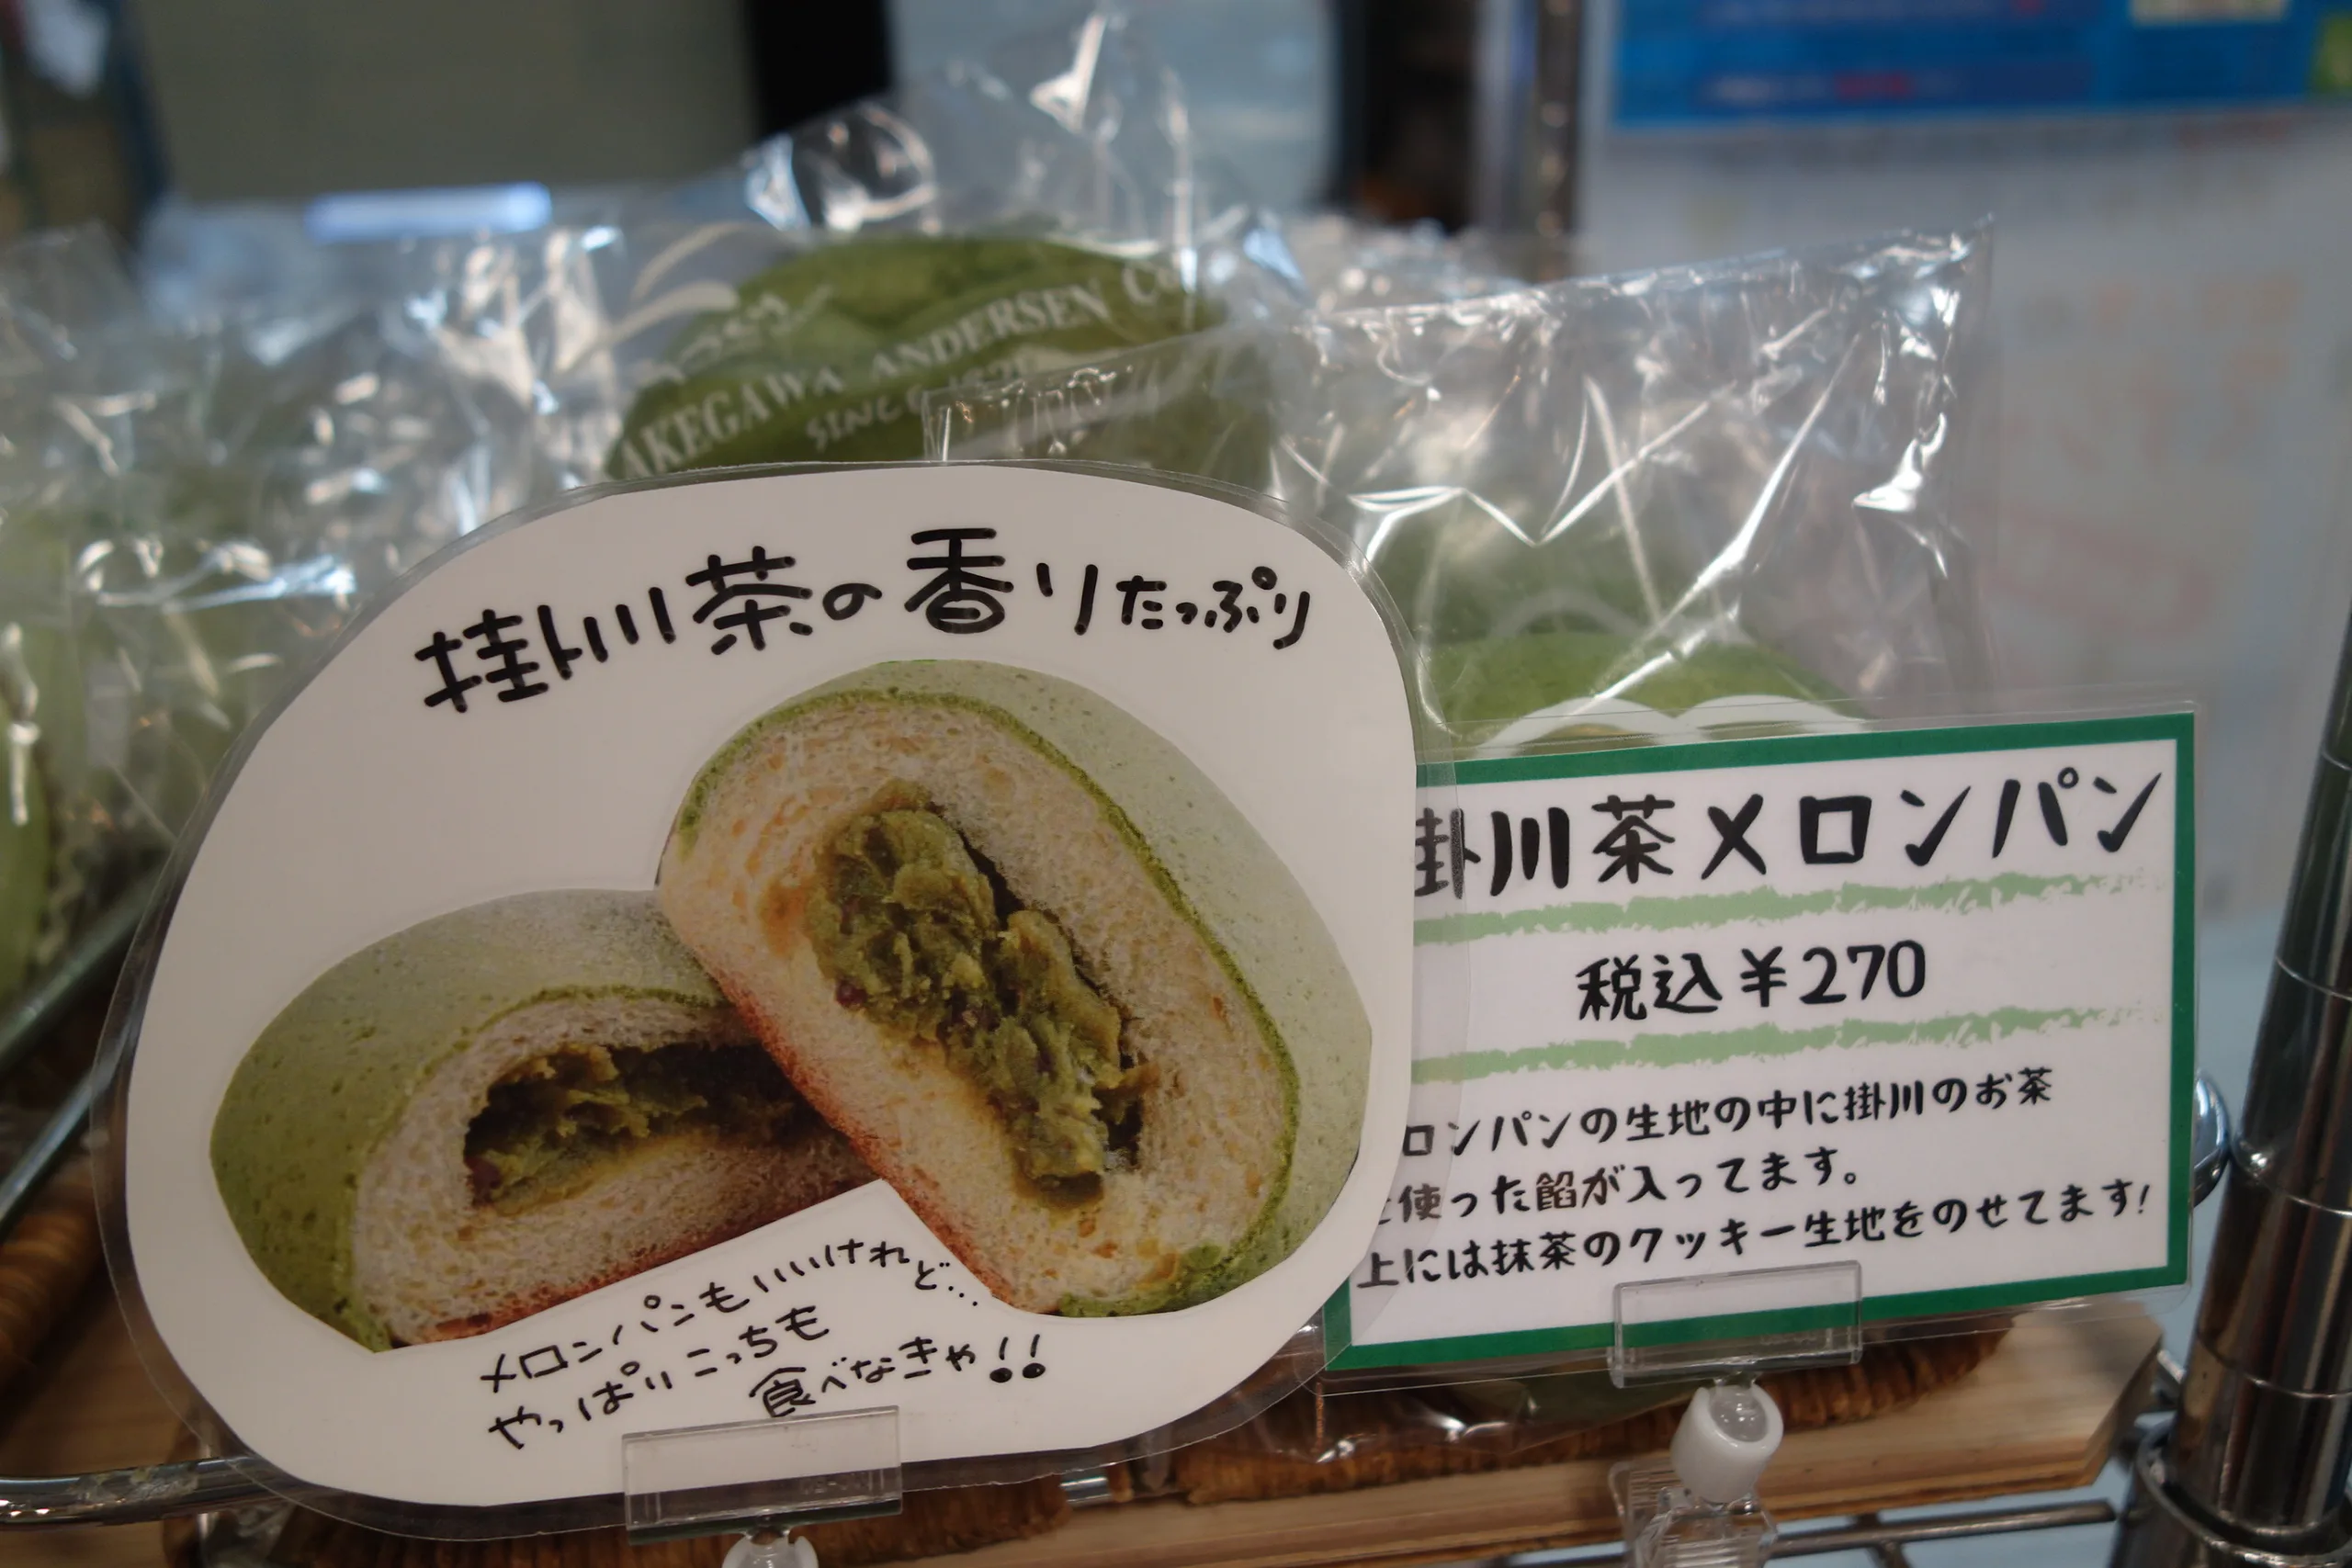 KAKEGAWA ANDERSEN Co
SINCE
掛川茶の香りたっぷり
メロンパンもいいけれど...
やっぱりこっちも
食べなきゃ!!
掛川茶メロンパン
税込¥270
ロンパンの生地の中に掛川のお茶
を使った餡が入ってます。
上には抹茶のクッキー生地をのせてます!